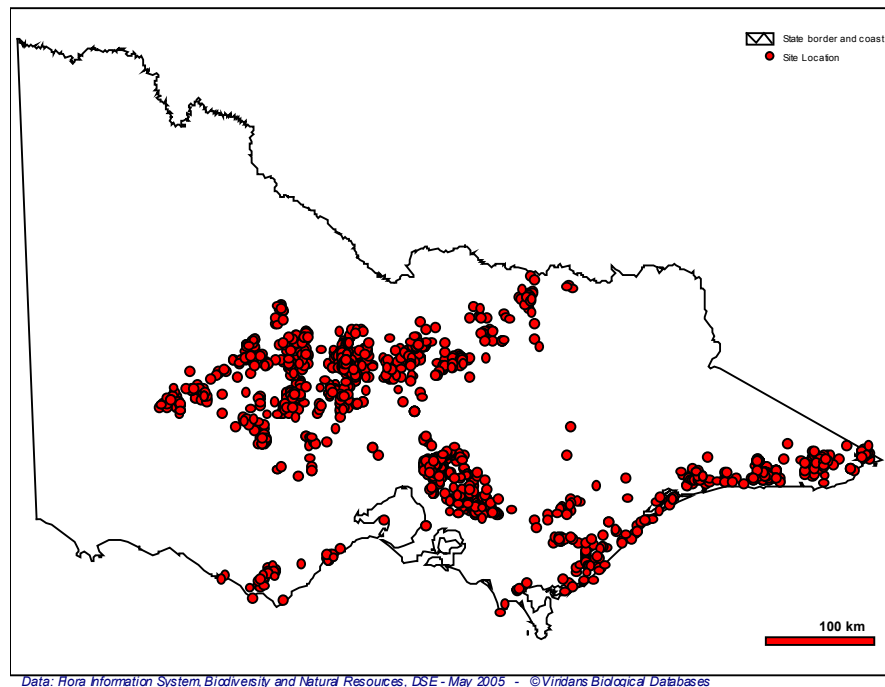 State border and coast
Site Location
100 km
Data: Flora Information System, Biodiversity and Natural Resources, DSE - May 2005 - © Viridans Biological Databases